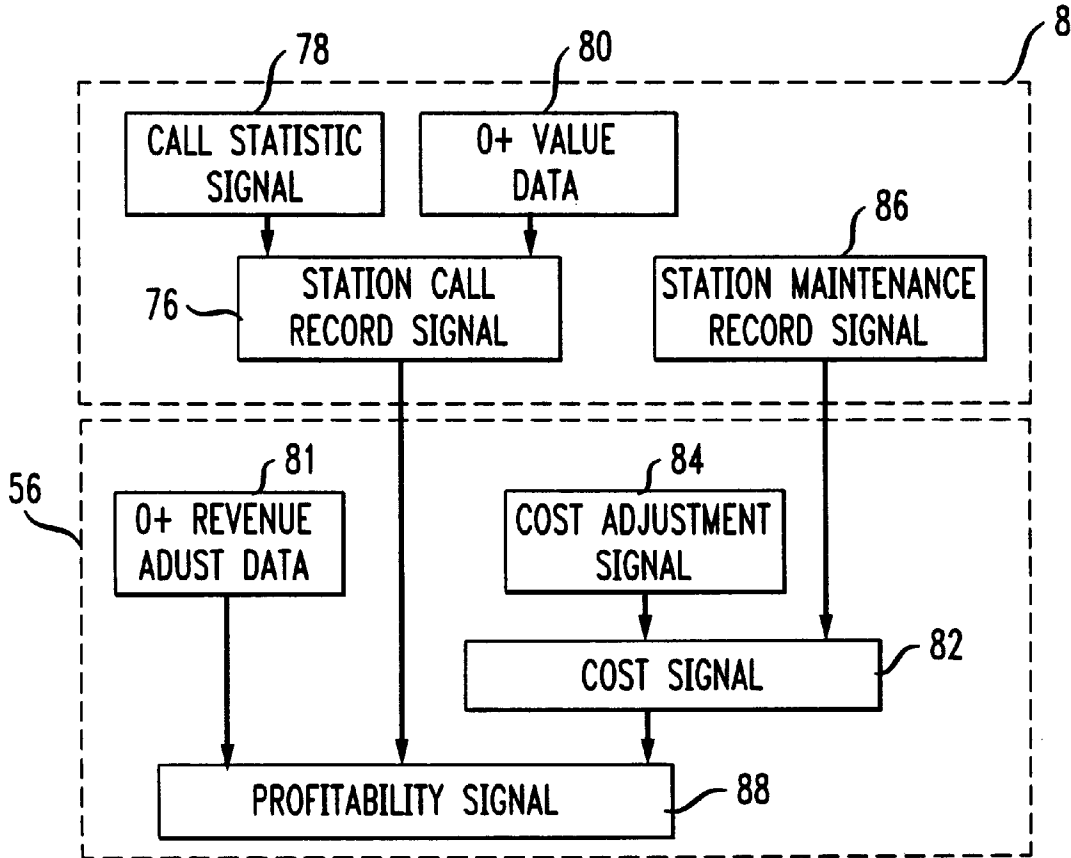 8
78
80
CALL STATISTIC
SIGNAL
0+ VALUE
DATA
86
76
STATION CALL
RECORD SIGNAL
STATION MAINTENANCE
RECORD SIGNAL
56
81
0+ REVENUE
ADUST DATA
84
COST ADJUSTMENT
SIGNAL
COST SIGNAL
82
PROFITABILITY SIGNAL
88